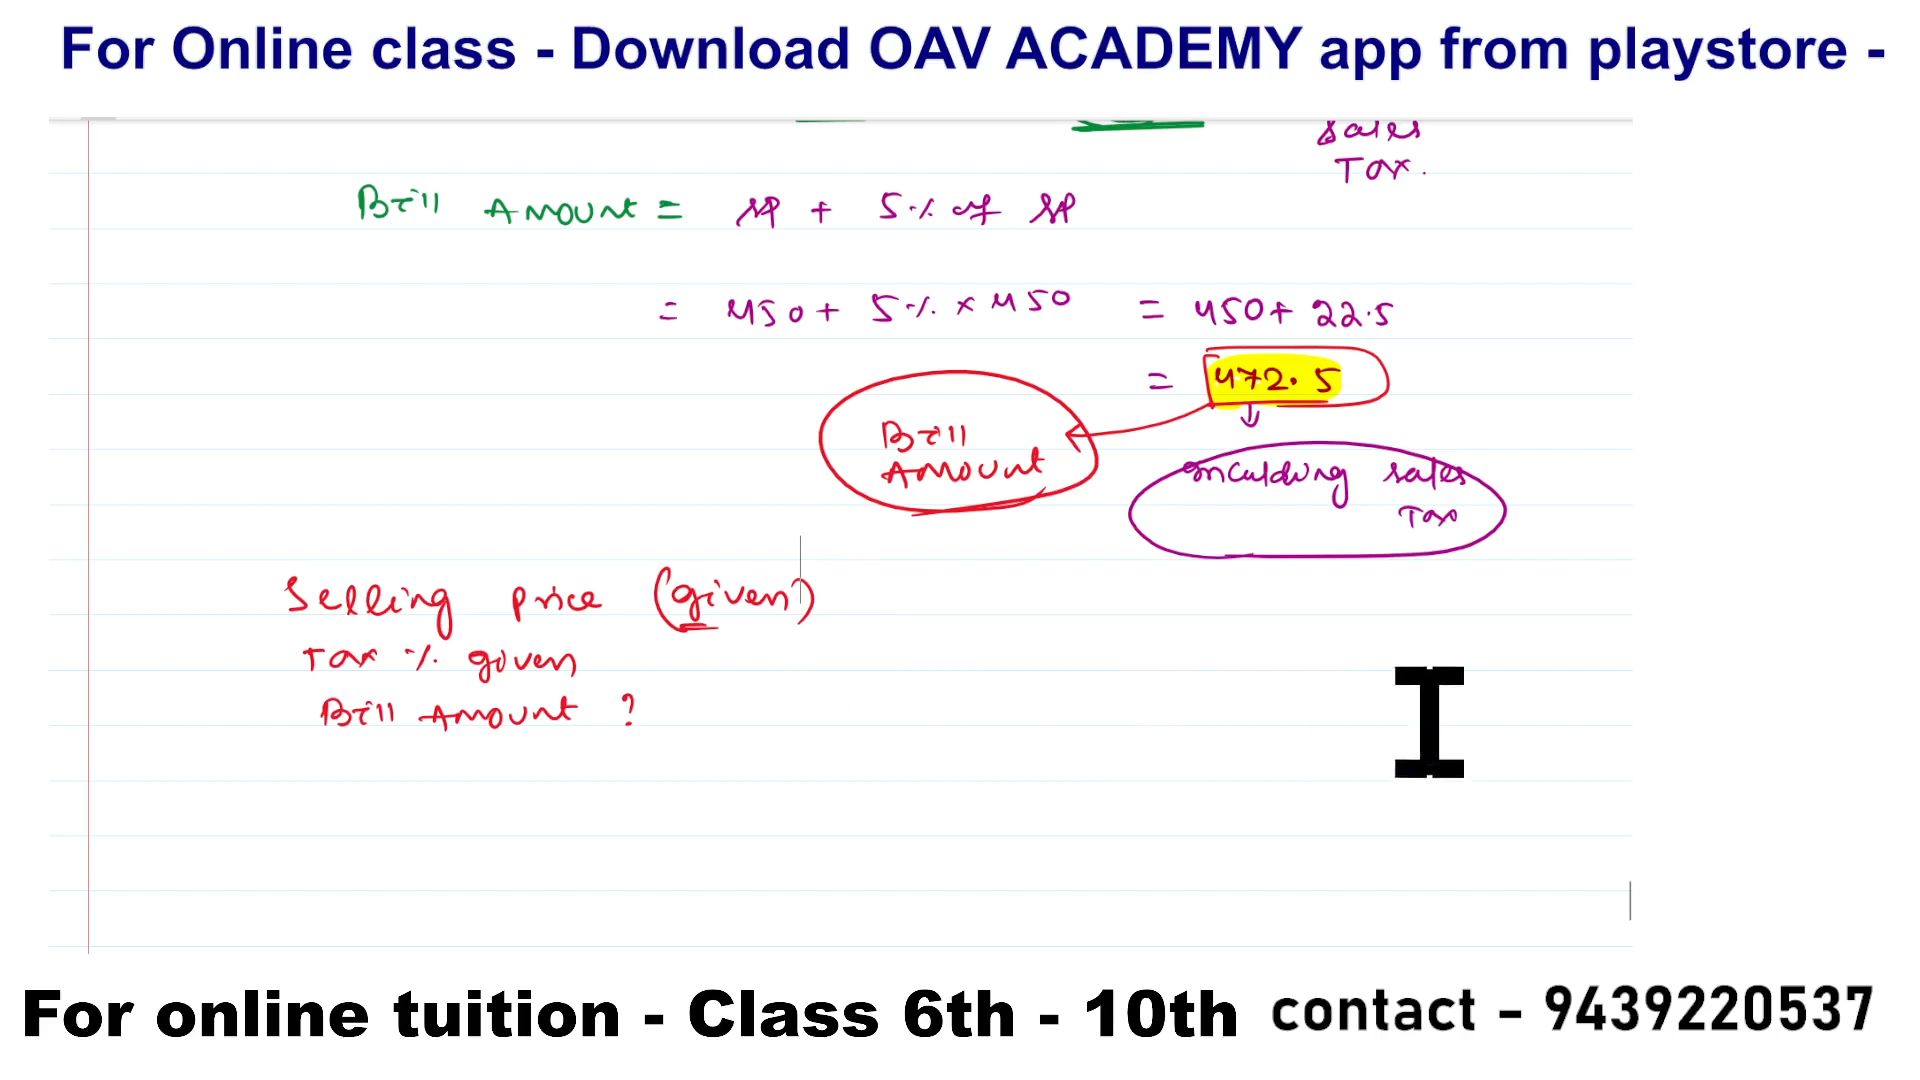 For Online class - Download OAV ACADEMY app from playstore -
sales
Tax.
Bill Amount = SP + 5% of SP
= 450 + 5% × 450 = 450 + 22.5
= 472.5
Bill
Amount
inculding sales
Tax
Selling price (given)
Tax % given
Bill Amount ?
For online tuition - Class 6th - 10th contact - 9439220537